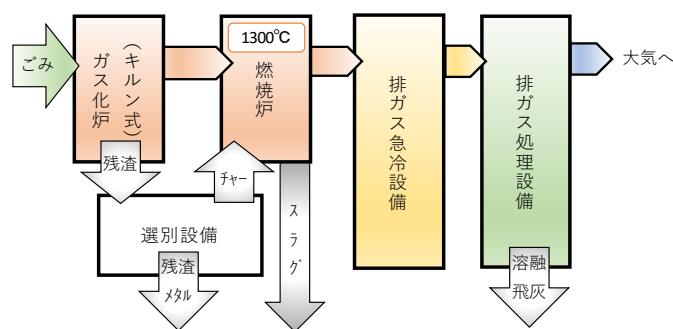 ごみ
ガス化炉
（キルン式）
1300℃
燃焼炉
排ガス急冷設備
排ガス処理設備
大気へ
残渣
チャー
選別設備
スラグ
残渣
メタル
溶融
飛灰